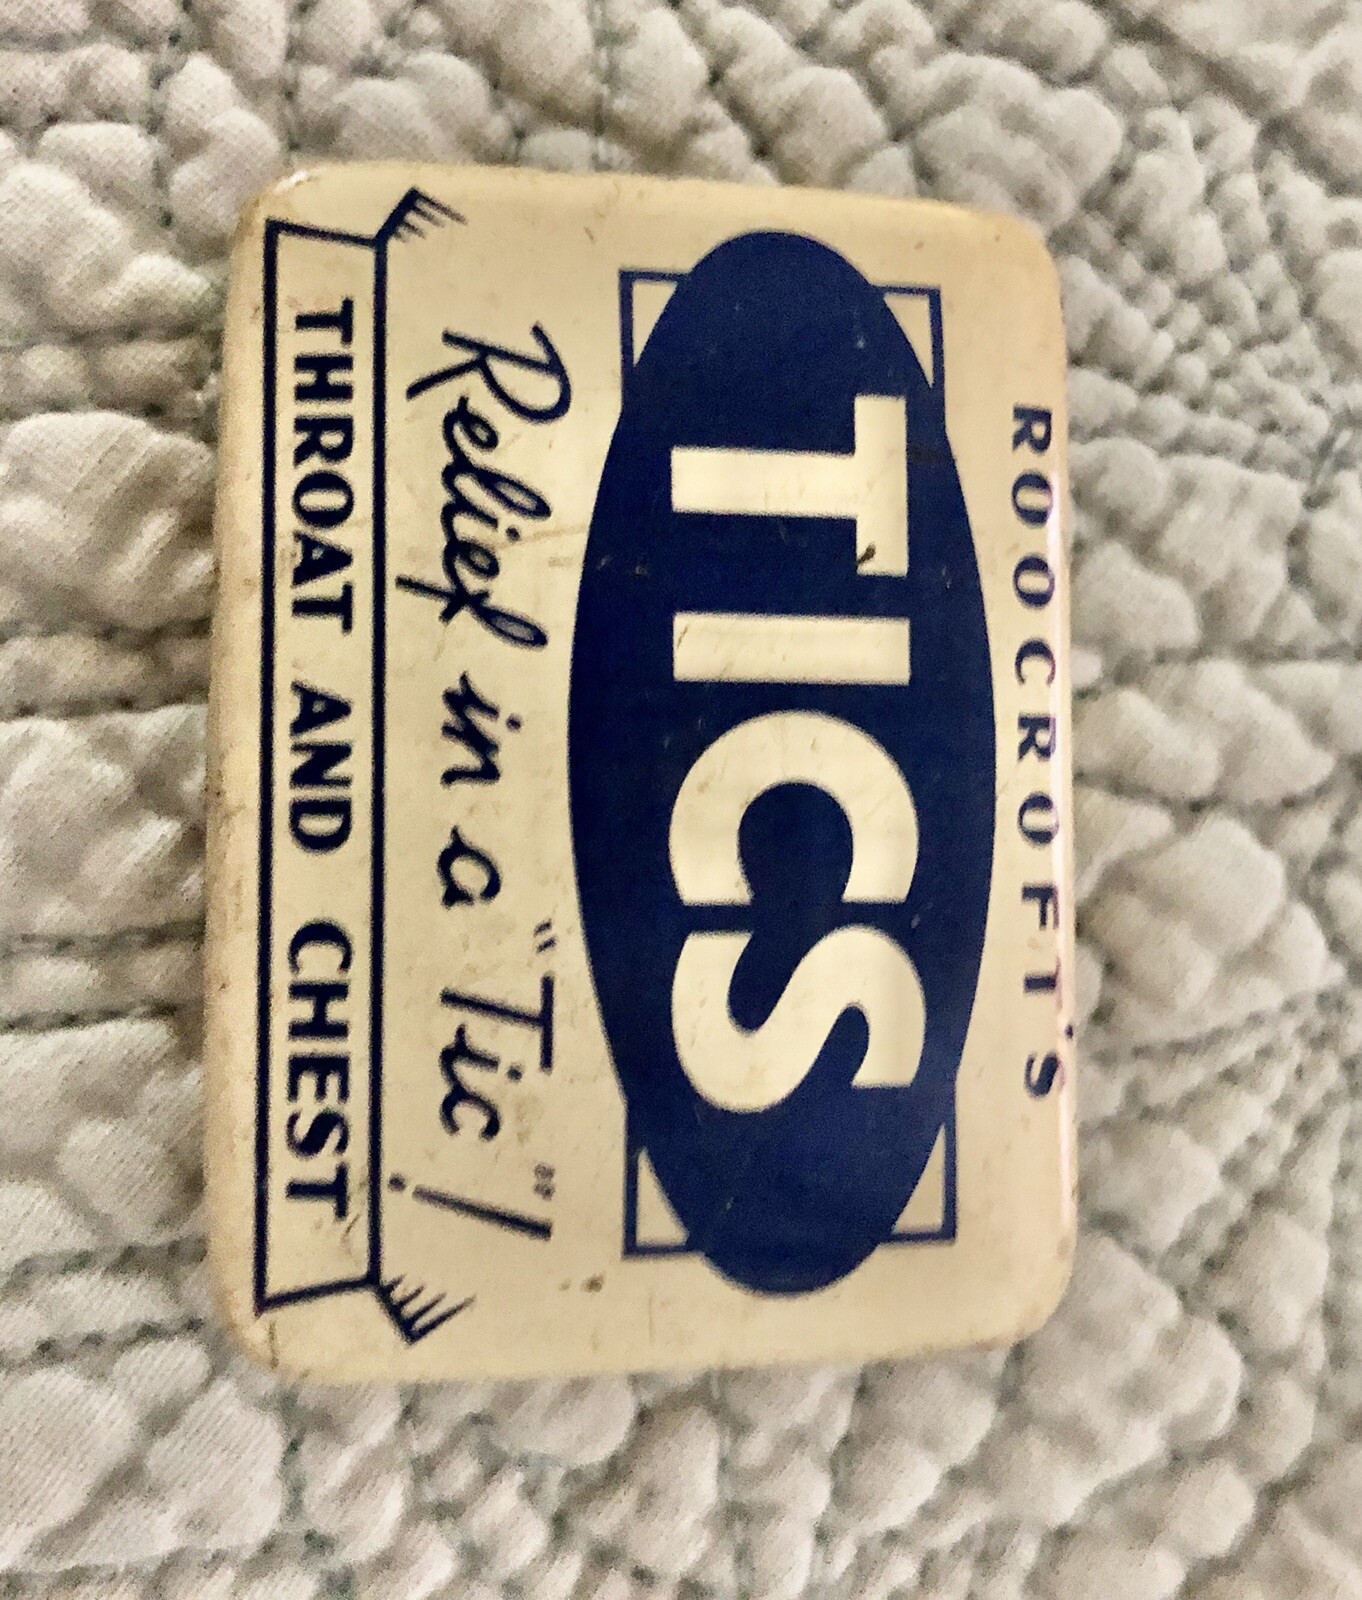 ROOCROFT'S
TICS
Relief in a "Tic"!
THROAT AND CHEST